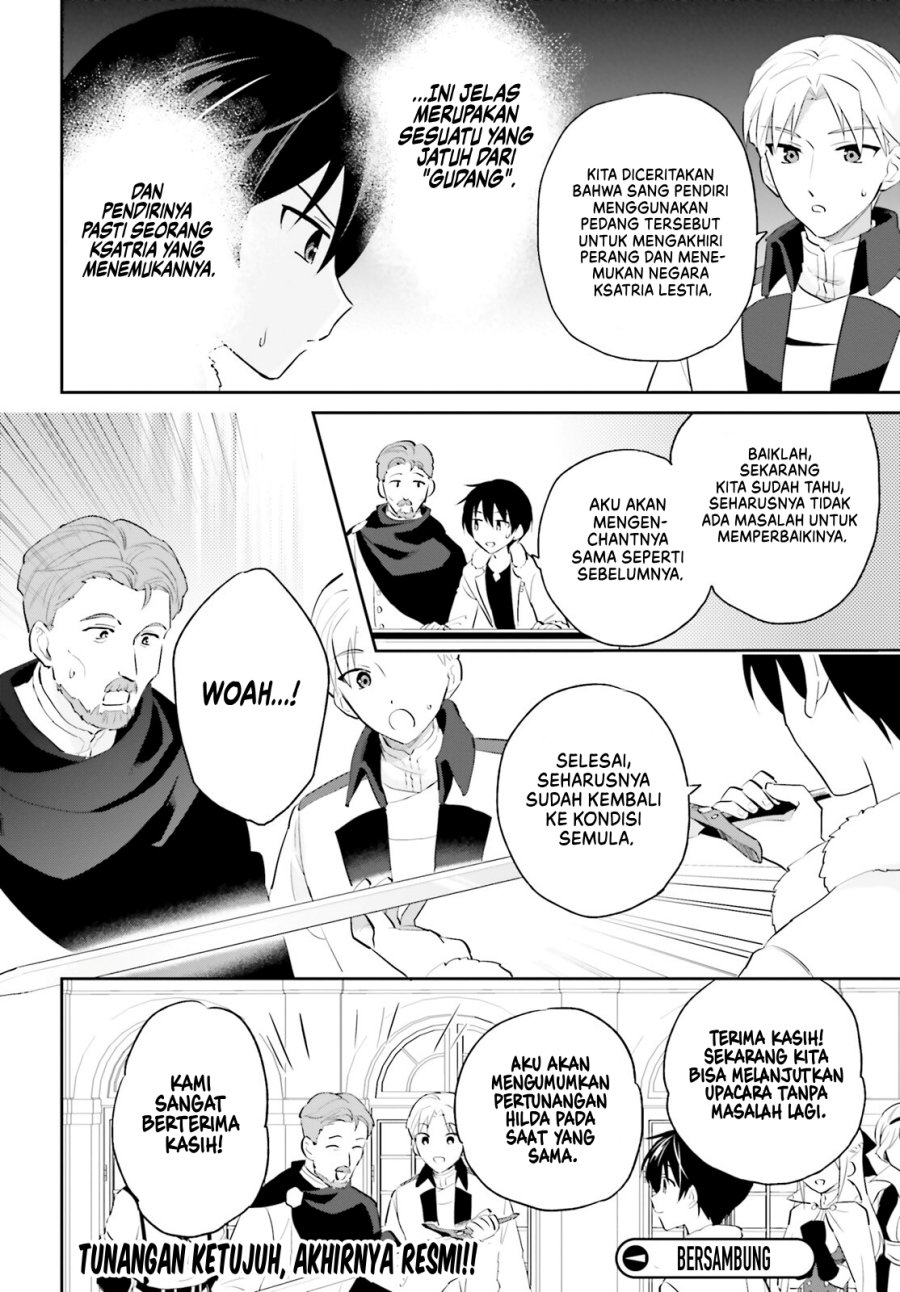 KITA DICERITAKAN
BAHWA SANG PENDIRI
MENGGUNAKAN
PEDANG TERSEBUT
UNTUK MENGAKHIRI
PERANG DAN MENE-
MUKAN NEGARA
KSATRIA LESTIA.
...INI JELAS
MERUPAKAN
SESUATU YANG
JATUH DARI
"GUDANG".
DAN
PENDIRINYA
PASTI SEORANG
KSATRIA YANG
MENEMUKANNYA.
BAIKLAH,
SEKARANG
KITA SUDAH TAHU,
SEHARUSNYA TIDAK
ADA MASALAH UNTUK
MEMPERBAIKINYA.
AKU AKAN
MENGEN-
CHANTNYA
SAMA SEPERTI
SEBELUMNYA.
SELESAI,
SEHARUSNYA
SUDAH KEMBALI
KE KONDISI
SEMULA.
WOAH...!
TERIMA KASIH!
SEKARANG KITA
BISA MELANJUTKAN
UPACARA TANPA
MASALAH LAGI.
AKU AKAN
MENGUMUMKAN
PERTUNANGAN
HILDA PADA
SAAT YANG
SAMA.
KAMI
SANGAT
BERTERIMA
KASIH!
TUNANGAN KETUJUH, AKHIRNYA RESMI!!
BERSAMBUNG